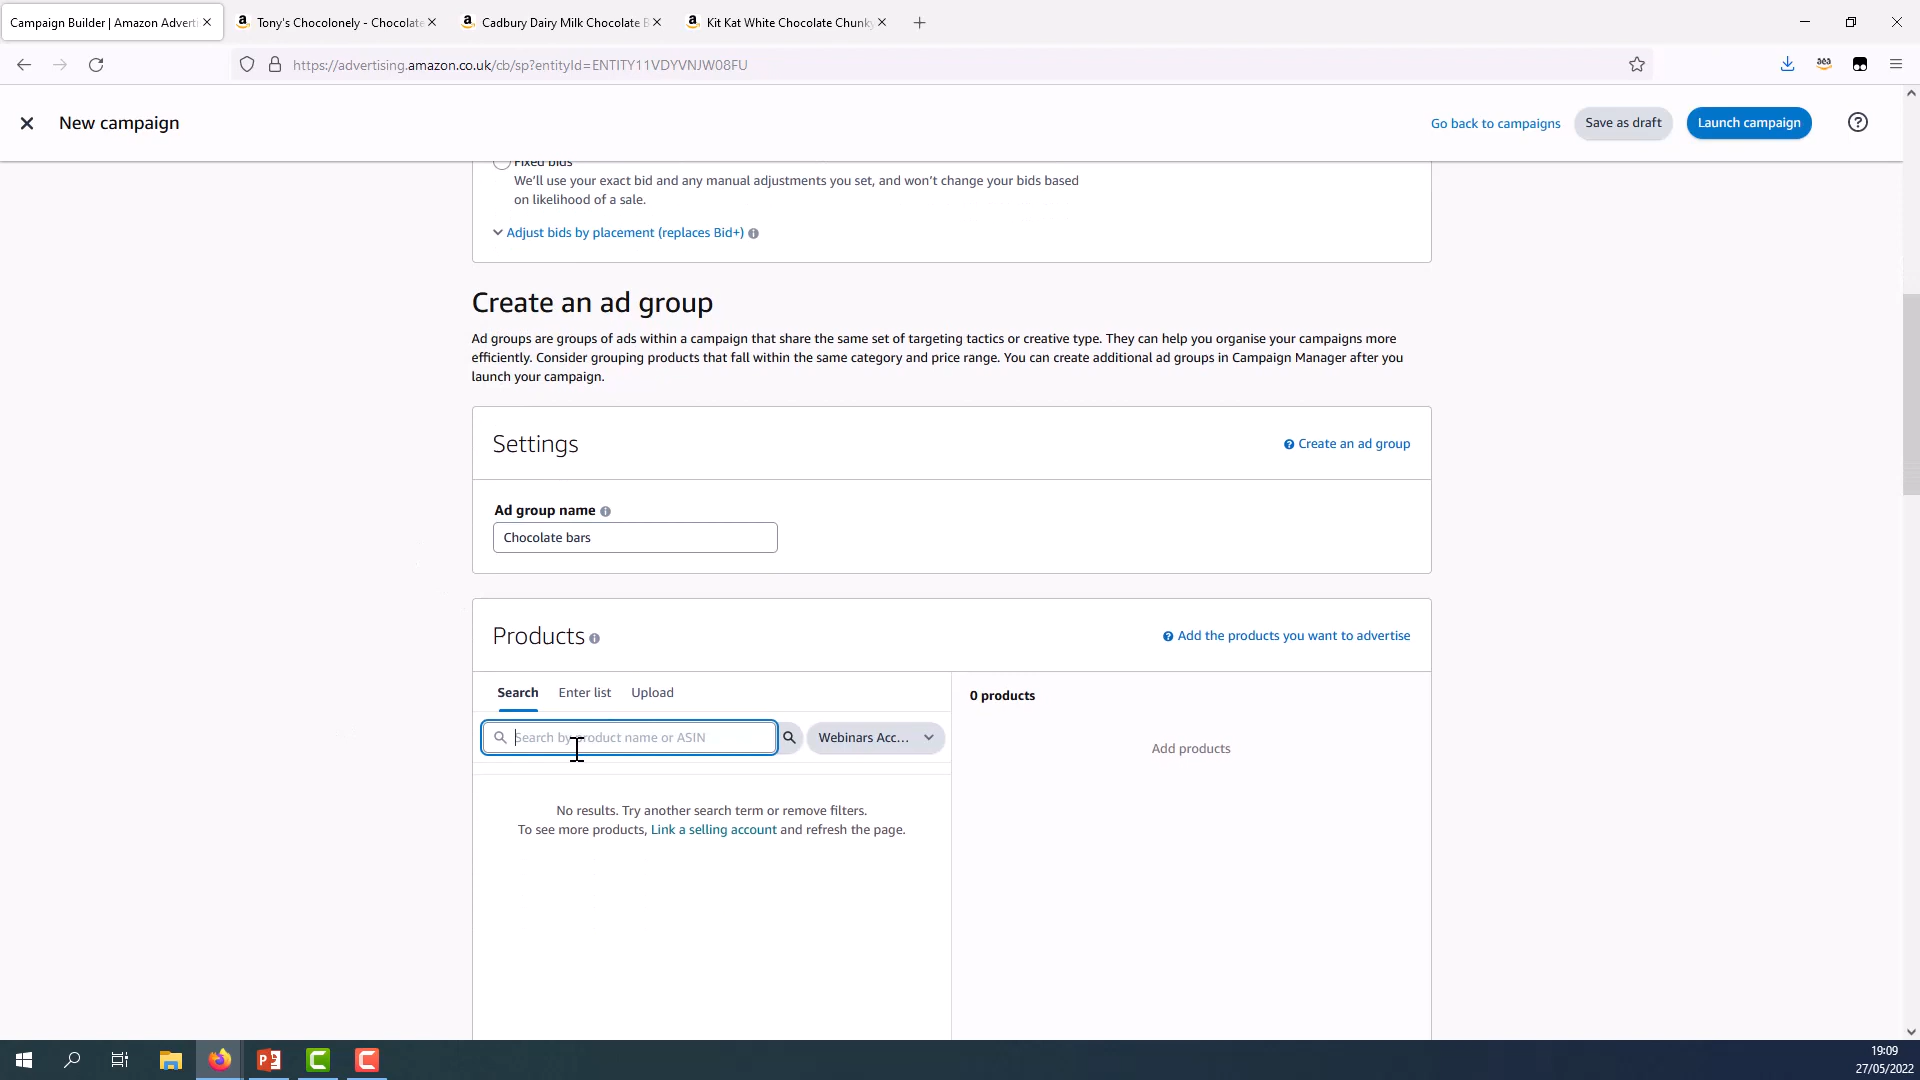 Campaign Builder | Amazon Adverti
Tony's Chocolonely - Chocolate
Cadbury Dairy Milk Chocolate B
Kit Kat White Chocolate Chunky
https://advertising.amazon.co.uk/cb/sp?entityId=ENTITY11VDYVNJW08FU
New campaign
Go back to campaigns
Save as draft
Launch campaign
Fixed bids
We'll use your exact bid and any manual adjustments you set, and won't change your bids based
on likelihood of a sale.
Adjust bids by placement (replaces Bid+)
Create an ad group
Ad groups are groups of ads within a campaign that share the same set of targeting tactics or creative type. They can help you organise your campaigns more
efficiently. Consider grouping products that fall within the same category and price range. You can create additional ad groups in Campaign Manager after you
launch your campaign.
Settings
Create an ad group
Ad group name
Chocolate bars
Products
Add the products you want to advertise
Search
Enter list
Upload
0 products
Search by product name or ASIN
Webinars Acc...
Add products
No results. Try another search term or remove filters.
To see more products, Link a selling account and refresh the page.
19:09
27/05/2022